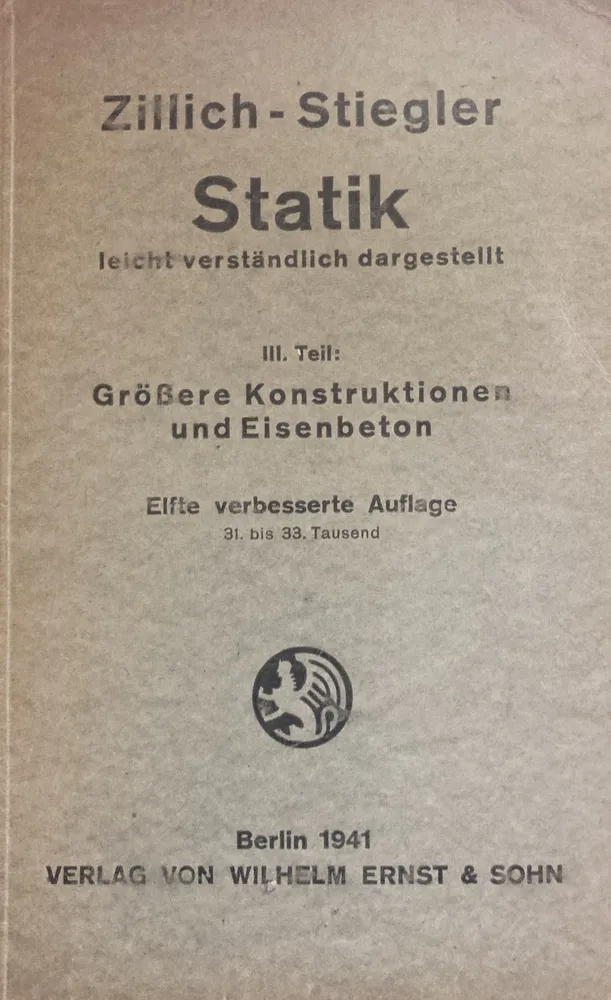 Zillich - Stiegler
Statik
leicht verständlich dargestellt
III. Teil:
Größere Konstruktionen
und Eisenbeton
Elfte verbesserte Auflage
31. bis 33. Tausend
Berlin 1941
VERLAG VON WILHELM ERNST & SOHN